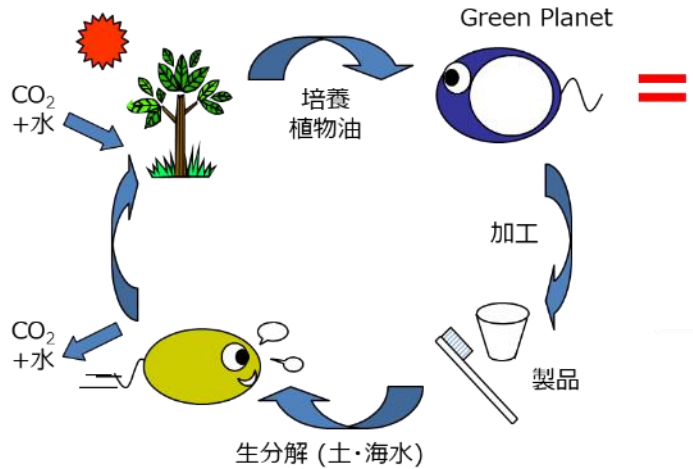 Green Planet
CO₂
+水
培養
植物油
加工
CO₂
+水
製品
生分解 (土・海水)